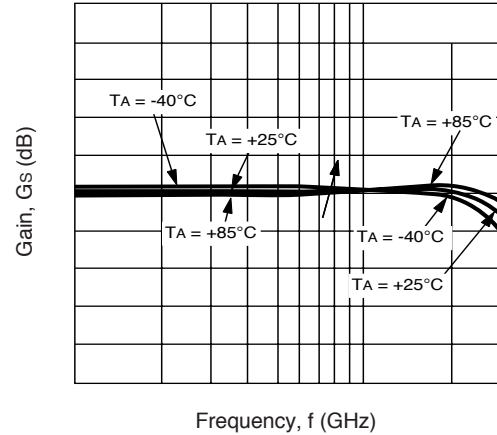 TA = -40°C
TA = +25°C
TA = +85°C
TA = +85°C
TA = -40°C
TA = +25°C
Gain, GS (dB)
Frequency, f (GHz)